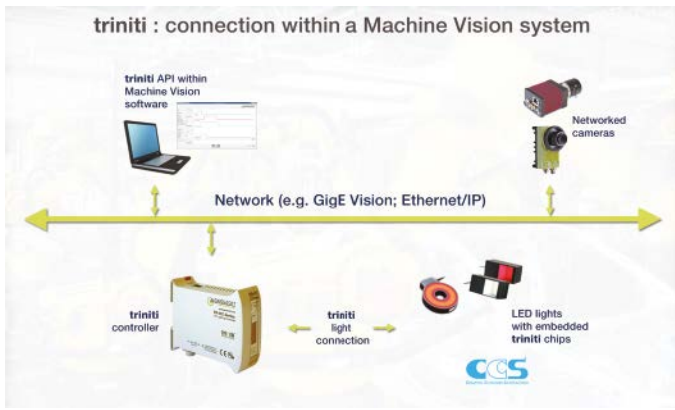 triniti : connection within a Machine Vision system
triniti API within
Machine Vision
software
Networked
cameras
Network (e.g. GigE Vision; Ethernet/IP)
triniti
controller
triniti
light
connection
LED lights
with embedded
triniti chips
CCS